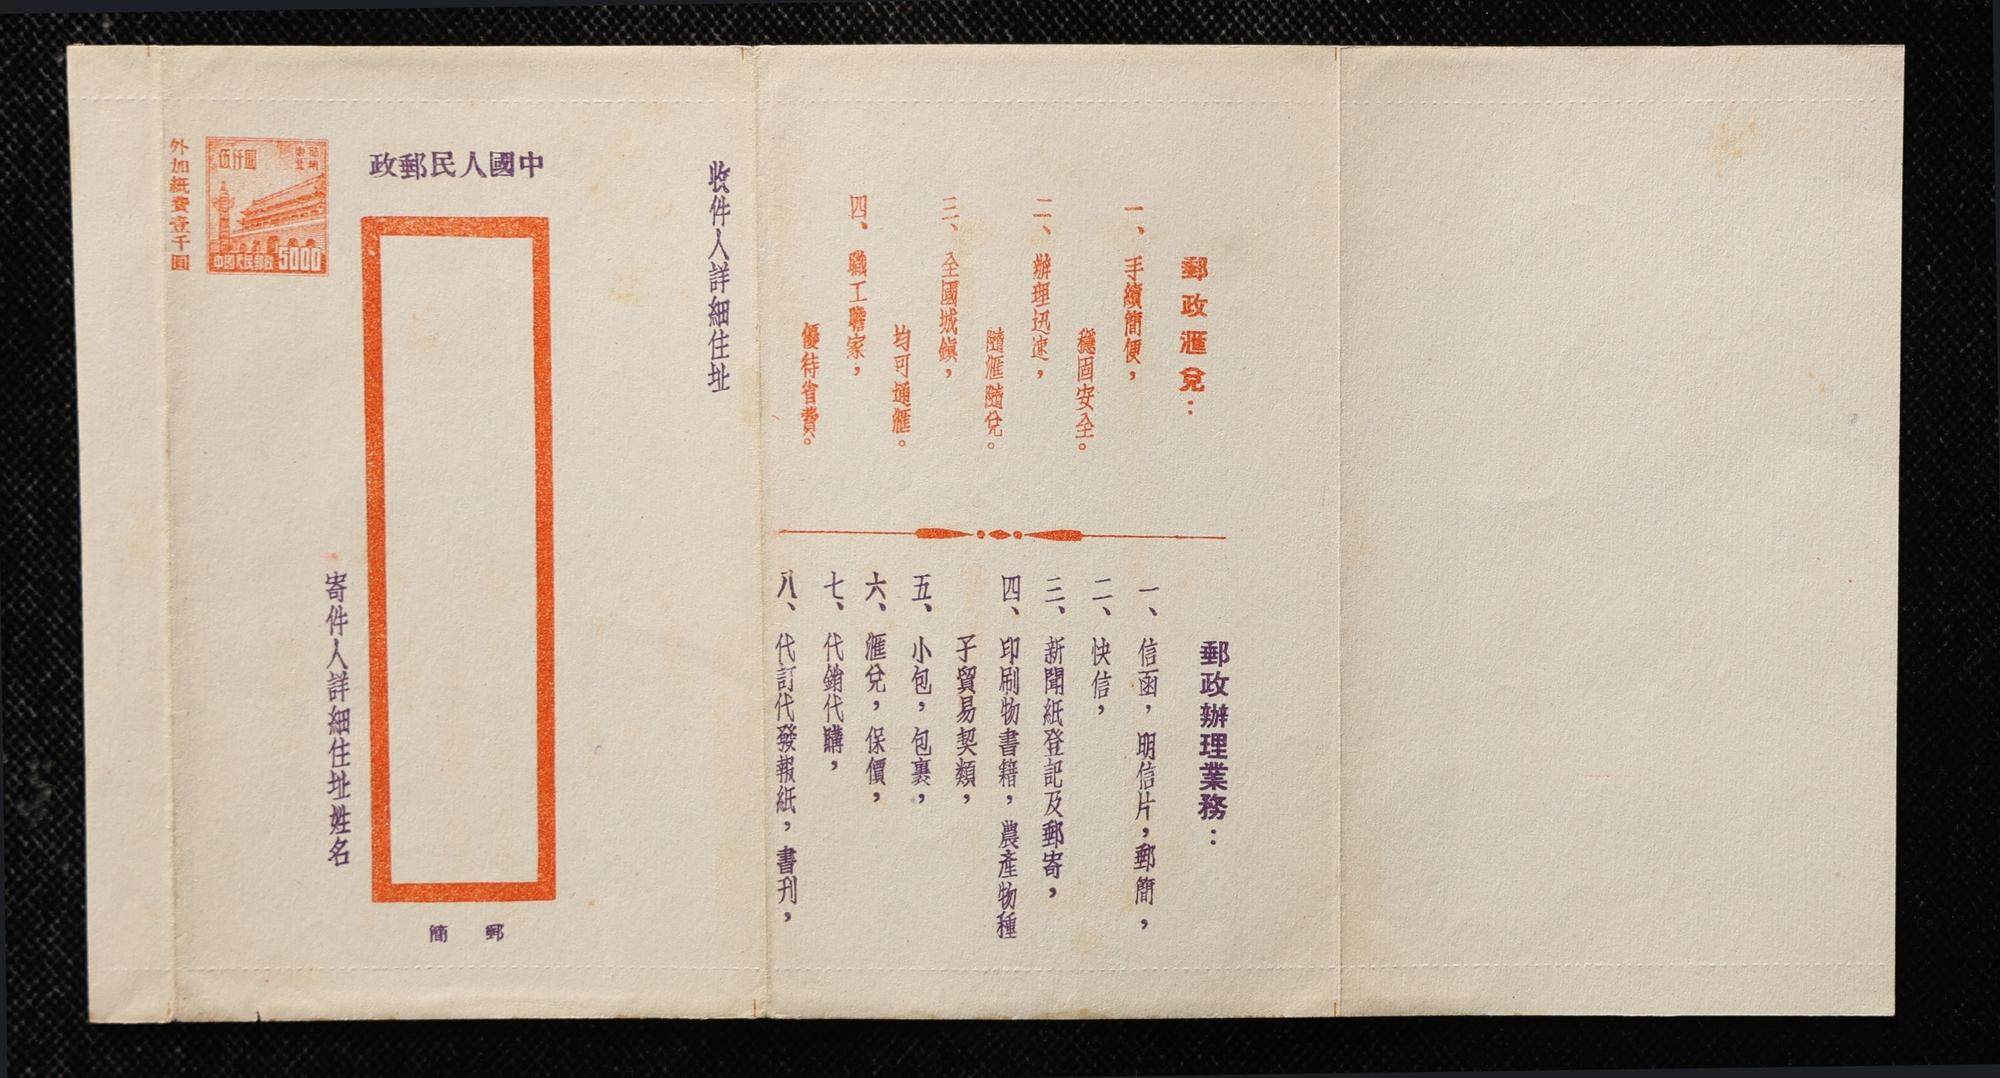 中國人民郵政
收件人詳細住址
伍仟圓
東北貼用
中國人民郵政 5000
外加紙費壹千圓
寄件人詳細住址姓名
郵簡
郵政滙兌：
一、手續簡便，
穩固安全。
二、辦理迅速，
隨滙隨兌。
三、全國城鎮，
均可通滙。
四、職工贍家，
優待省費。
郵政辦理業務：
一、信函，明信片，郵簡，
二、快信，
三、新聞紙登記及郵寄，
四、印刷物書籍，農產物種
子貿易契類，
五、小包，包裹，
六、滙兌，保價，
七、代銷代購，
八、代訂代發報紙，書刊，